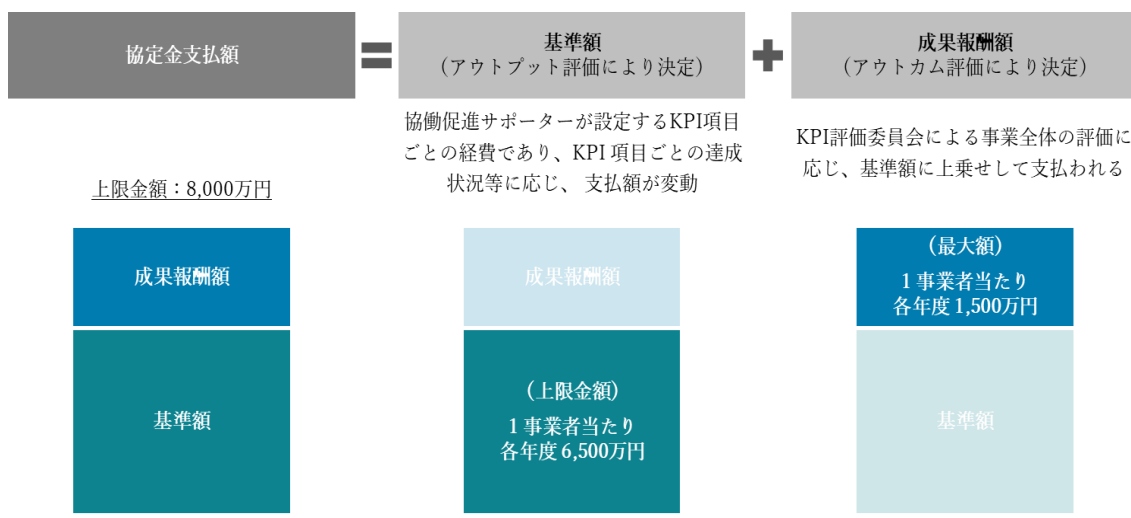 協定金支払額
=
基準額
（アウトプット評価により決定）
+
成果報酬額
（アウトカム評価により決定）
上限金額：8,000万円
協働促進サポーターが設定するKPI項目
ごとの経費であり、KPI 項目ごとの達成
状況等に応じ、 支払額が変動
KPI評価委員会による事業全体の評価に
応じ、基準額に上乗せして支払われる
成果報酬額
基準額
成果報酬額
（上限金額）
1 事業者当たり
各年度 6,500万円
（最大額）
1 事業者当たり
各年度 1,500万円
基準額